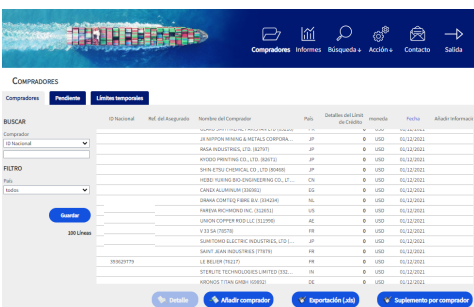 Compradores Informes Búsqueda↓ Acción↓ Contacto Salida
COMPRADORES
Compradores Pendiente Límites temporales
ID Nacional Ref. del Asegurado Nombre del Comprador País Detalles del Límit de Crédito moneda Fecha Añadir Informaci
BUSCAR
Comprador
ID Nacional
FILTRO
País
todos
Guardar
100 Líneas
JX NIPPON MINING & METALS CORPORA... JP 0 USD 01/12/2021
RASA INDUSTRIES, LTD. (82797) JP 0 USD 01/12/2021
KYODO PRINTING CO., LTD. (82672) JP 0 USD 01/12/2021
SHIN-ETSU CHEMICAL CO., LTD (80469) JP 0 USD 01/12/2021
HEBEI YUXING BIO-ENGINEERING CO., LT... CN 0 USD 01/12/2021
CANEX ALUMINUM (336981) EG 0 USD 01/12/2021
DRAKA COMTEQ FIBRE B.V. (334234) NL 0 USD 01/12/2021
FAREVA RICHMOND INC. (312651) US 0 USD 01/12/2021
UNION COPPER ROD LLC (311996) AE 0 USD 01/12/2021
V 33 SA (78578) FR 0 USD 01/12/2021
SUMITOMO ELECTRIC INDUSTRIES, LTD (... JP 0 USD 01/12/2021
SAINT JEAN INDUSTRIES (77879) FR 0 USD 01/12/2021
393629779 LE BELIER (70227) FR 0 USD 01/12/2021
STERLITE TECHNOLOGIES LIMITED (332... IN 0 USD 01/12/2021
KRONOS TITAN GMBH (60692) DE 0 USD 01/12/2021
Detalle Añadir comprador Exportación (.xls) Suplemento por comprador